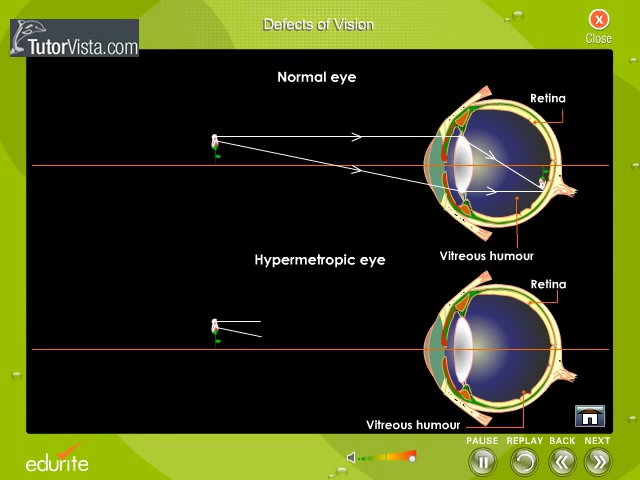 Defects of Vision
X
Close
TutorVista.com
Normal eye
Retina
Vitreous humour
Hypermetropic eye
Retina
Vitreous humour
PAUSE REPLAY BACK NEXT
edurite